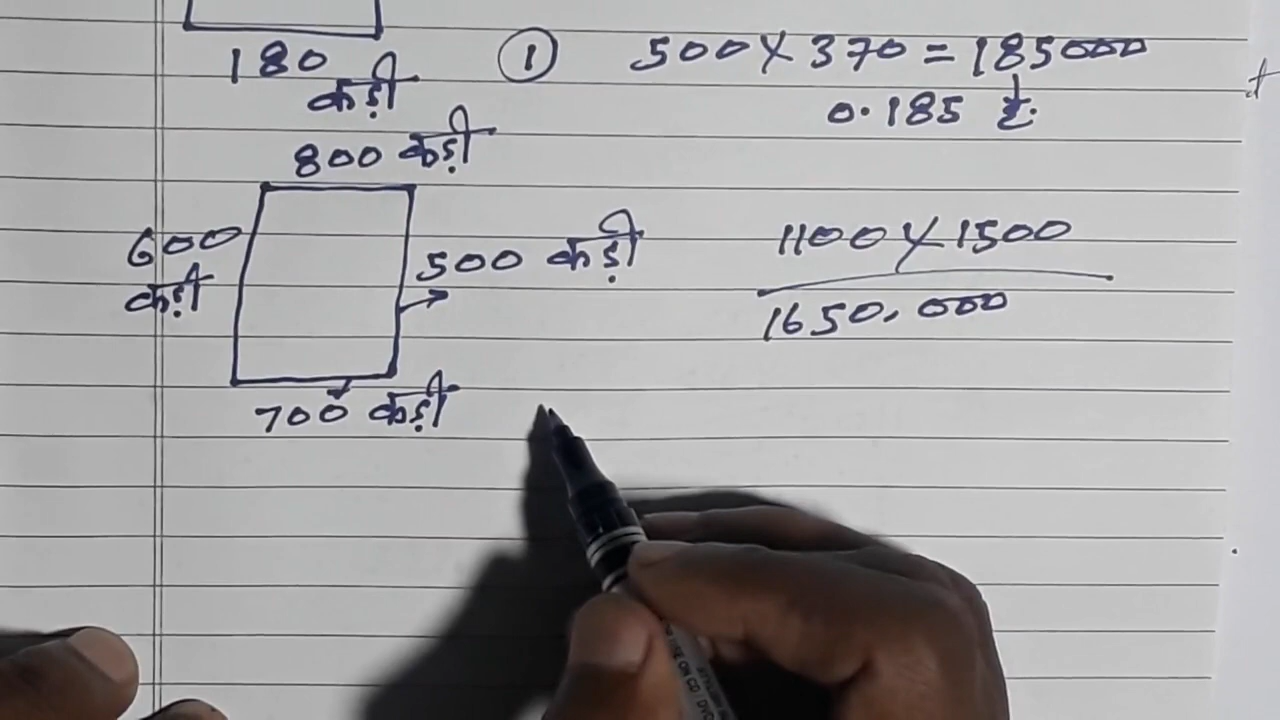 180
कड़ी
① 500 X 370 = 185000
0.185 ए.
800 कड़ी
600
कड़ी
500 कड़ी
700 कड़ी
1100 X 1500
1650.000